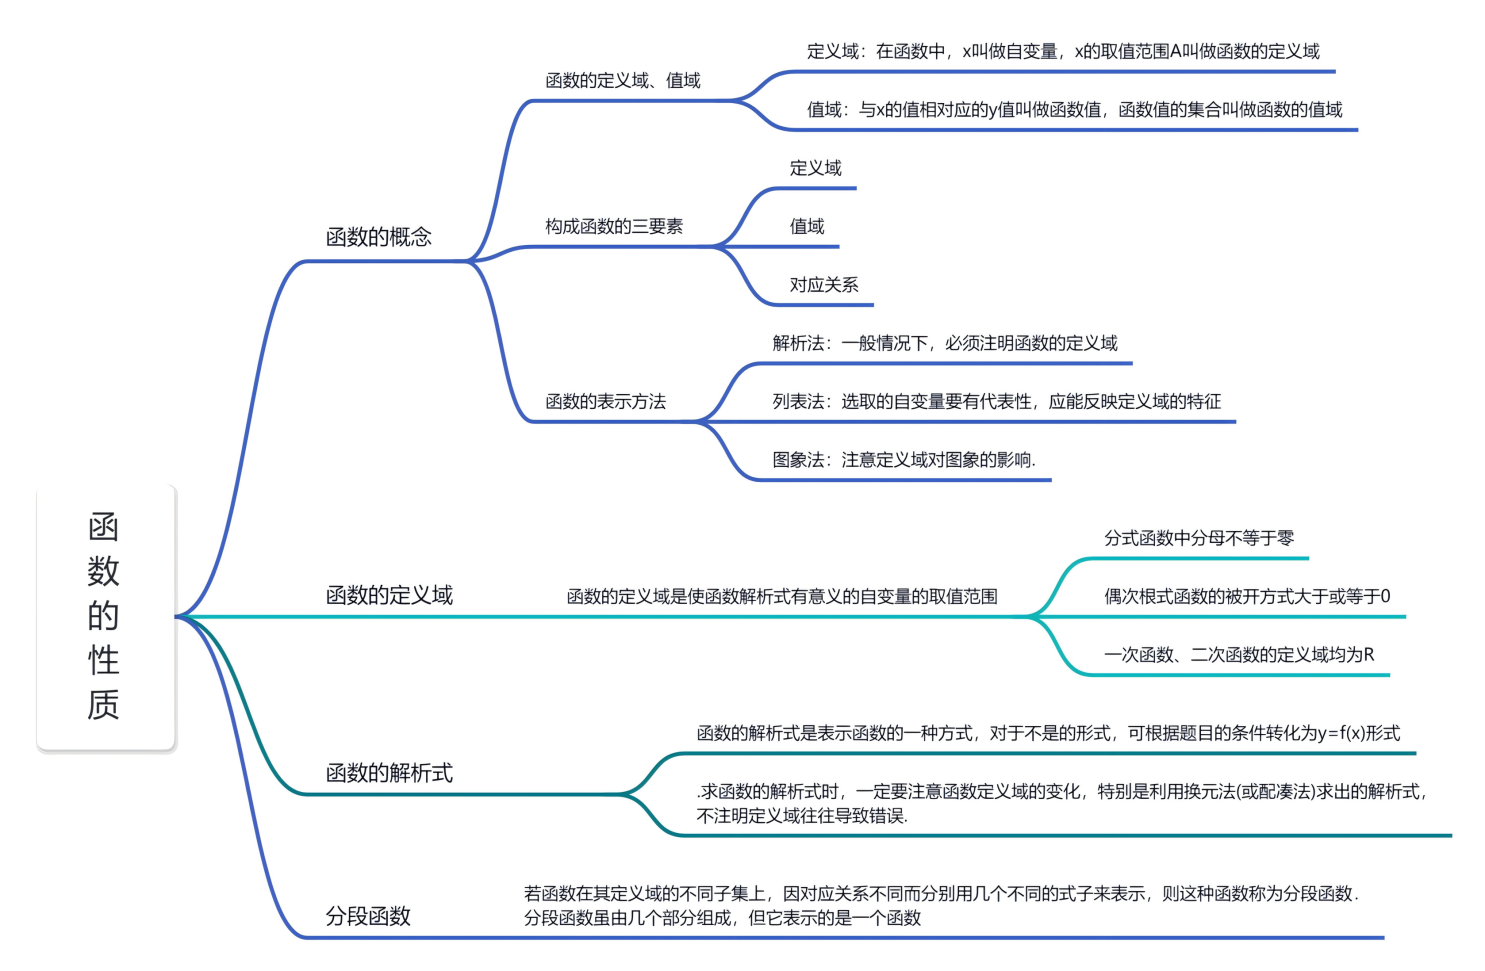 函数的性质
函数的概念
函数的定义域、值域
定义域：在函数中，x叫做自变量，x的取值范围A叫做函数的定义域
值域：与x的值相对应的y值叫做函数值，函数值的集合叫做函数的值域
构成函数的三要素
定义域
值域
对应关系
函数的表示方法
解析法：一般情况下，必须注明函数的定义域
列表法：选取的自变量要有代表性，应能反映定义域的特征
图象法：注意定义域对图象的影响.
函数的定义域
函数的定义域是使函数解析式有意义的自变量的取值范围
分式函数中分母不等于零
偶次根式函数的被开方式大于或等于0
一次函数、二次函数的定义域均为R
函数的解析式
函数的解析式是表示函数的一种方式，对于不是的形式，可根据题目的条件转化为y=f(x)形式
.求函数的解析式时，一定要注意函数定义域的变化，特别是利用换元法(或配凑法)求出的解析式，
不注明定义域往往导致错误.
分段函数
若函数在其定义域的不同子集上，因对应关系不同而分别用几个不同的式子来表示，则这种函数称为分段函数.
分段函数虽由几个部分组成，但它表示的是一个函数